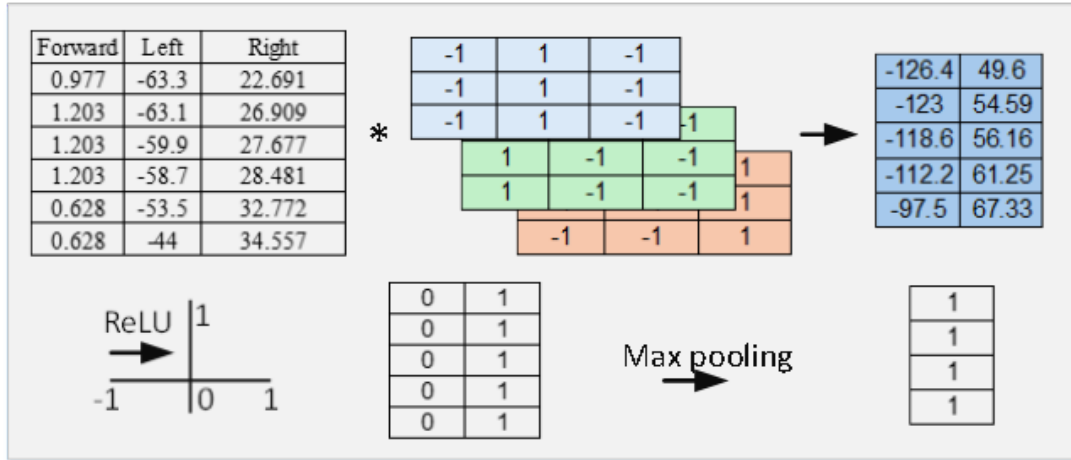 Forward Left Right
0.977 -63.3 22.691
1.203 -63.1 26.909
1.203 -59.9 27.677
1.203 -58.7 28.481
0.628 -53.5 32.772
0.628 -44 34.557
*
-1 1 -1
-1 1 -1
-1 1 -1
-1
1 -1 -1
1 -1 -1
1
1
-1 -1 1
-126.4 49.6
-123 54.59
-118.6 56.16
-112.2 61.25
-97.5 67.33
ReLU 1
-1 0 1
0 1
0 1
0 1
0 1
0 1
Max pooling
1
1
1
1